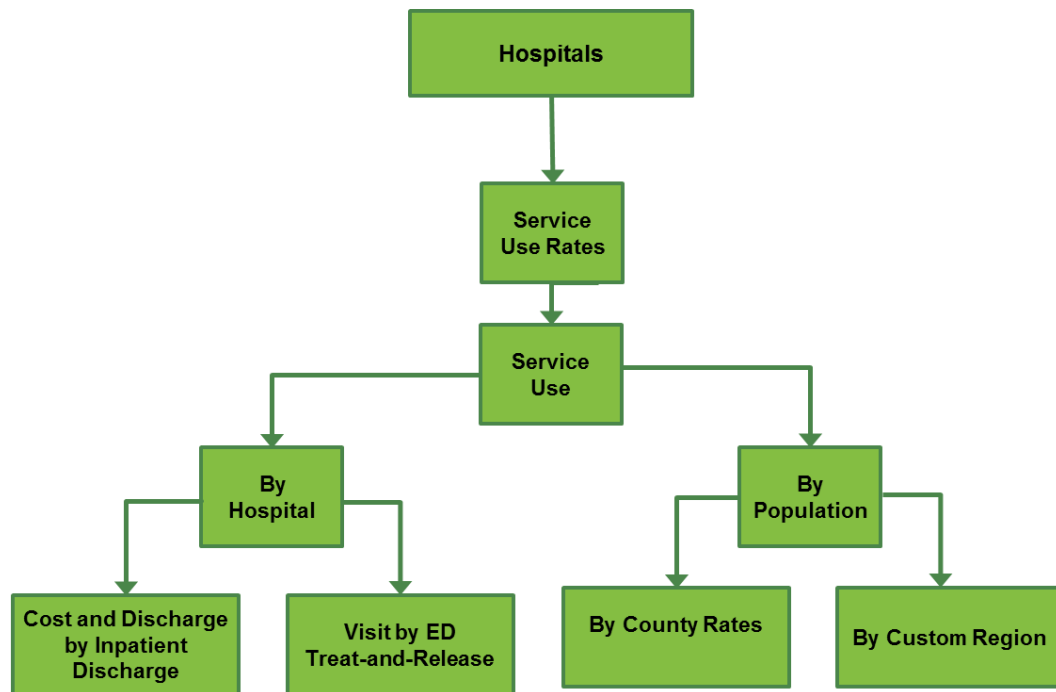 Hospitals
Service
Use Rates
Service
Use
By
Hospital
By
Population
Cost and Discharge
by Inpatient
Discharge
Visit by ED
Treat-and-Release
By County Rates
By Custom Region